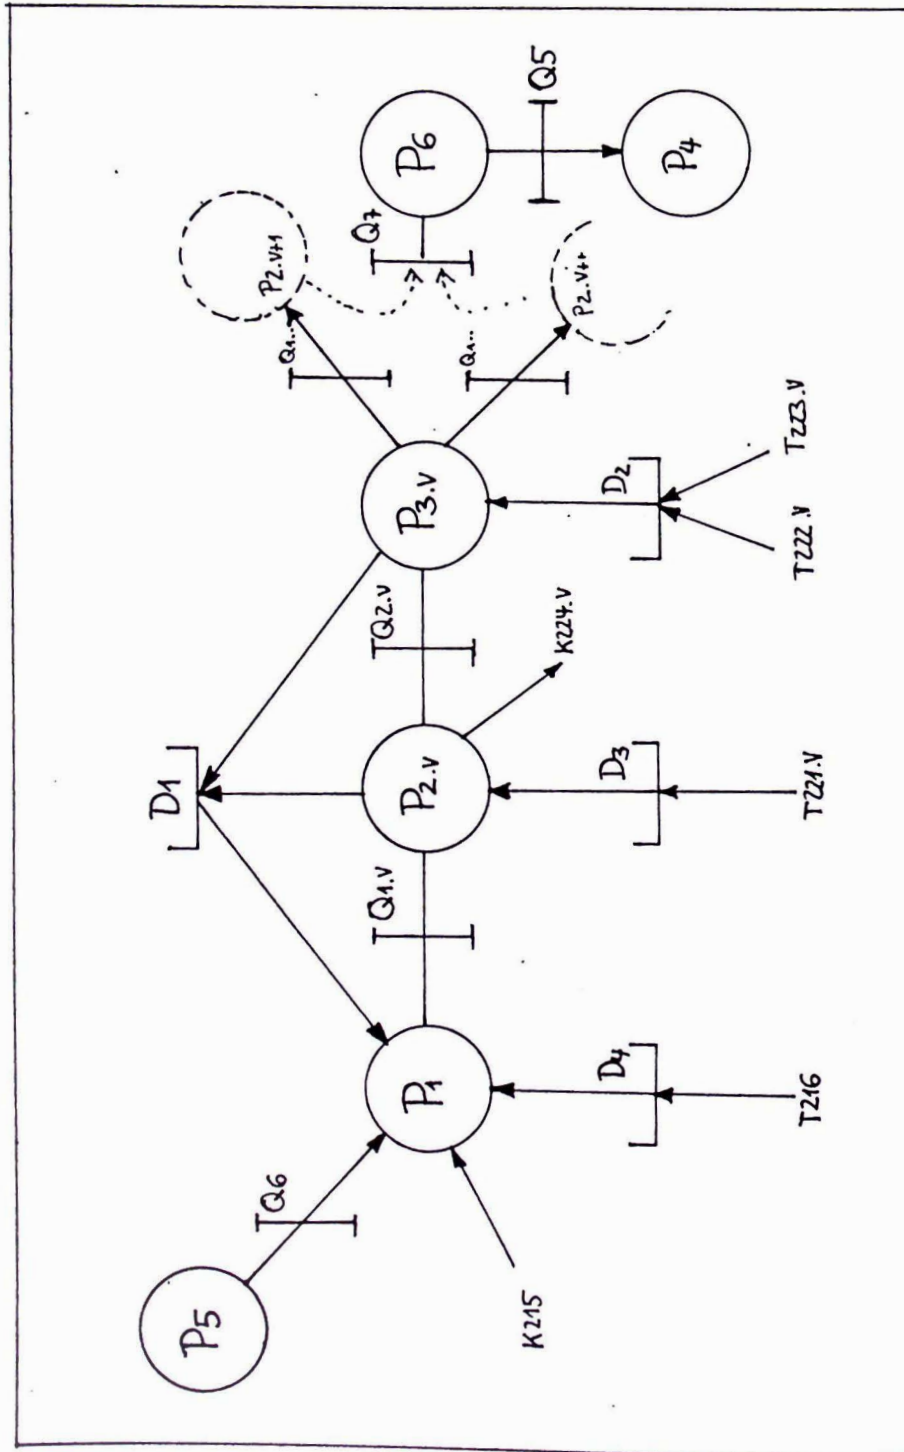 P5
Q6
K215
P1
D4
T216
Q1.V
D1
P2.V
D3
T221.V
K224.V
Q2.V
P3.V
D2
T222.V
T223.V
Q1..
Q1..
P2.V+1
P2.V++
Q7
P6
Q5
P4